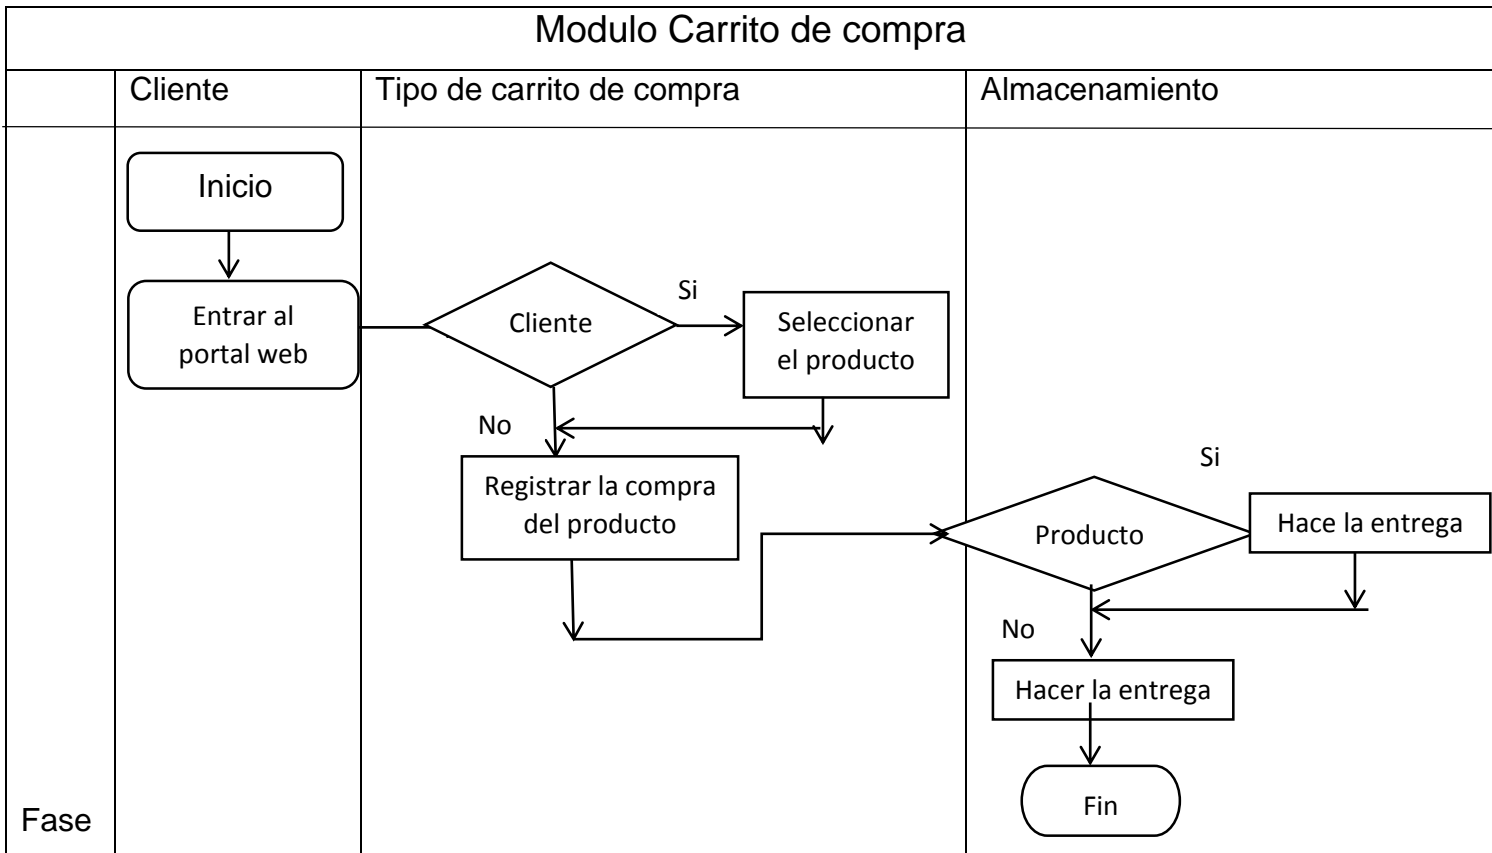 Modulo Carrito de compra
Cliente
Tipo de carrito de compra
Almacenamiento
Inicio
Entrar al
portal web
Cliente
Si
Seleccionar
el producto
No
Registrar la compra
del producto
Si
Producto
Hace la entrega
No
Hacer la entrega
Fin
Fase